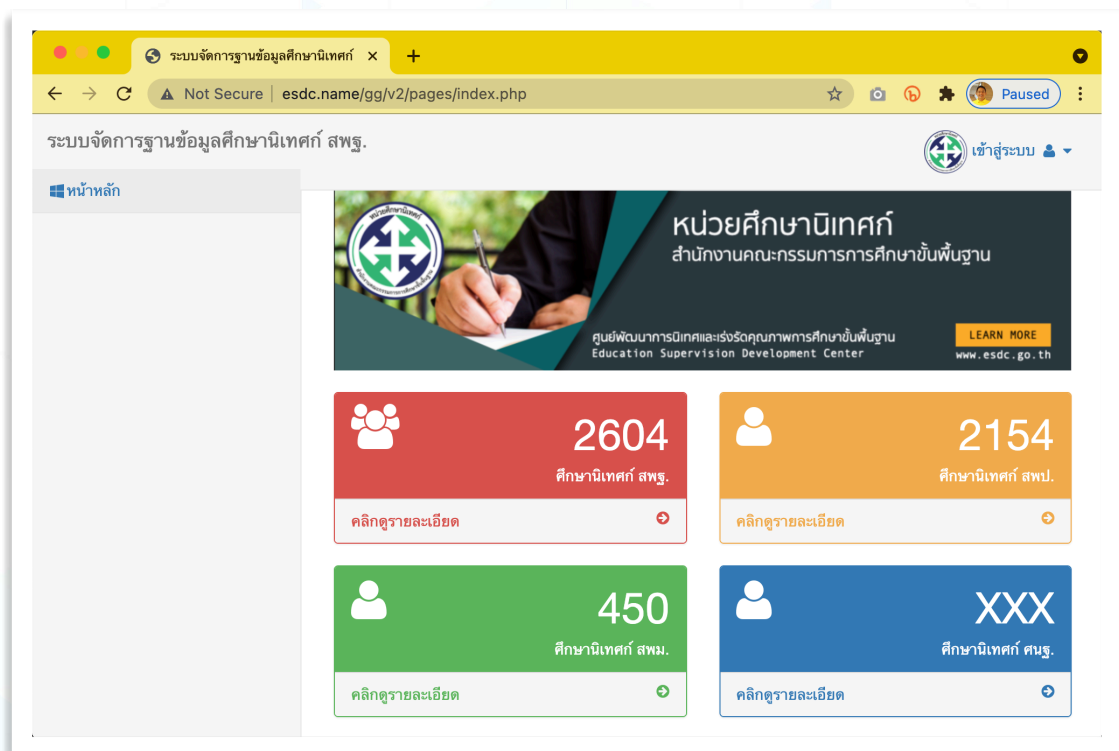 ระบบจัดการฐานข้อมูลศึกษานิเทศก์
Not Secure esdc.name/gg/v2/pages/index.php
Paused
ระบบจัดการฐานข้อมูลศึกษานิเทศก์ สพฐ.
เข้าสู่ระบบ
หน้าหลัก
หน่วยศึกษานิเทศก์
สำนักงานคณะกรรมการการศึกษาขั้นพื้นฐาน
ศูนย์พัฒนาการนิเทศและเร่งรัดคุณภาพการศึกษาขั้นพื้นฐาน
Education Supervision Development Center
LEARN MORE
www.esdc.go.th
2604
ศึกษานิเทศก์ สพฐ.
คลิกดูรายละเอียด
2154
ศึกษานิเทศก์ สพป.
คลิกดูรายละเอียด
450
ศึกษานิเทศก์ สพม.
คลิกดูรายละเอียด
XXX
ศึกษานิเทศก์ ศนฐ.
คลิกดูรายละเอียด